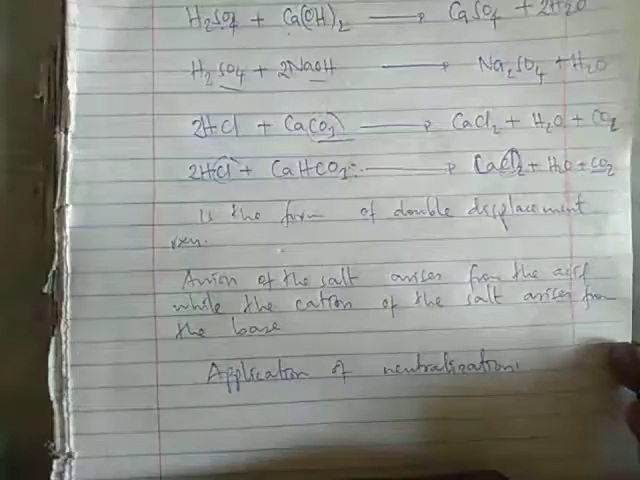 H₂SO₄ + Ca(OH)₂ → CaSO₄ + 2H₂O
H₂SO₄ + 2NaOH → Na₂SO₄ + H₂O
2HCl + CaCO₃ → CaCl₂ + H₂O + CO₂
2HCl + CaHCO₃ → CaCl₂ + H₂O + CO₂
Is the form of double displacement
rxn.
Anion of the salt arises from the acid
while the cation of the salt arises from
the base
Application of neutralization